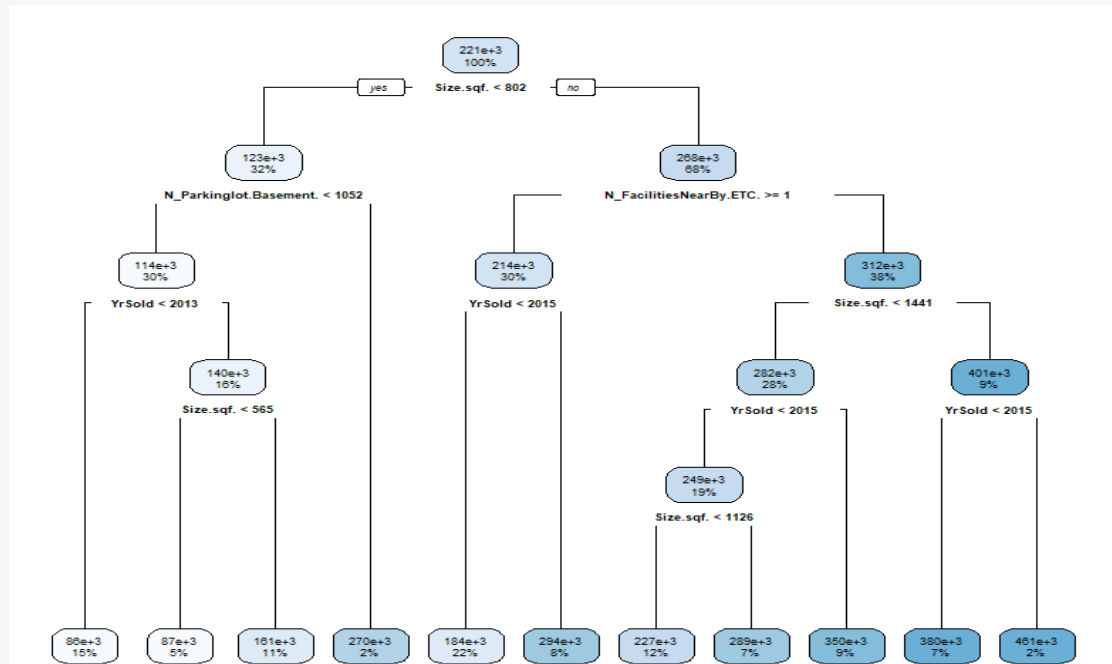 221e+3
100%
yes
Size.sqf. < 802
no
123e+3
32%
268e+3
68%
N_Parkinglot.Basement. < 1052
N_FacilitiesNearBy.ETC. >= 1
114e+3
30%
214e+3
30%
312e+3
38%
YrSold < 2013
YrSold < 2015
Size.sqf. < 1441
140e+3
16%
282e+3
28%
401e+3
9%
Size.sqf. < 565
YrSold < 2015
YrSold < 2015
249e+3
19%
Size.sqf. < 1126
86e+3
15%
87e+3
5%
161e+3
11%
270e+3
2%
184e+3
22%
294e+3
8%
227e+3
12%
289e+3
7%
350e+3
9%
380e+3
7%
461e+3
2%